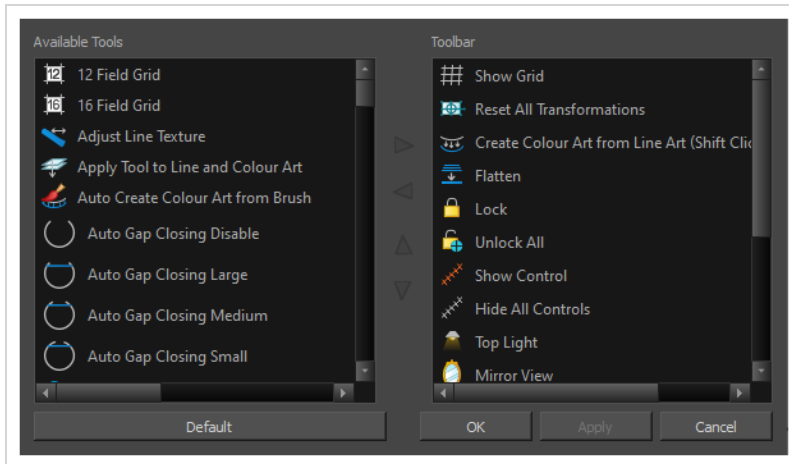 Available Tools
12 12 Field Grid
16 16 Field Grid
Adjust Line Texture
Apply Tool to Line and Colour Art
Auto Create Colour Art from Brush
Auto Gap Closing Disable
Auto Gap Closing Large
Auto Gap Closing Medium
Auto Gap Closing Small
Default
Toolbar
Show Grid
Reset All Transformations
Create Colour Art from Line Art (Shift Clic
Flatten
Lock
Unlock All
Show Control
Hide All Controls
Top Light
Mirror View
OK
Apply
Cancel